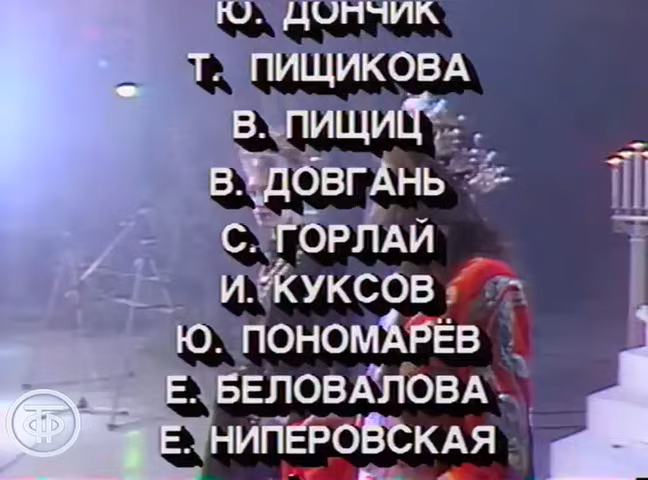 Ю. ДОНЧИК
Т. ПИЩИКОВА
В. ПИЩИЦ
В. ДОВГАНЬ
С. ГОРЛАЙ
И. КУКСОВ
Ю. ПОНОМАРЁВ
Е. БЕЛОВАЛОВА
Е. НИПЕРОВСКАЯ